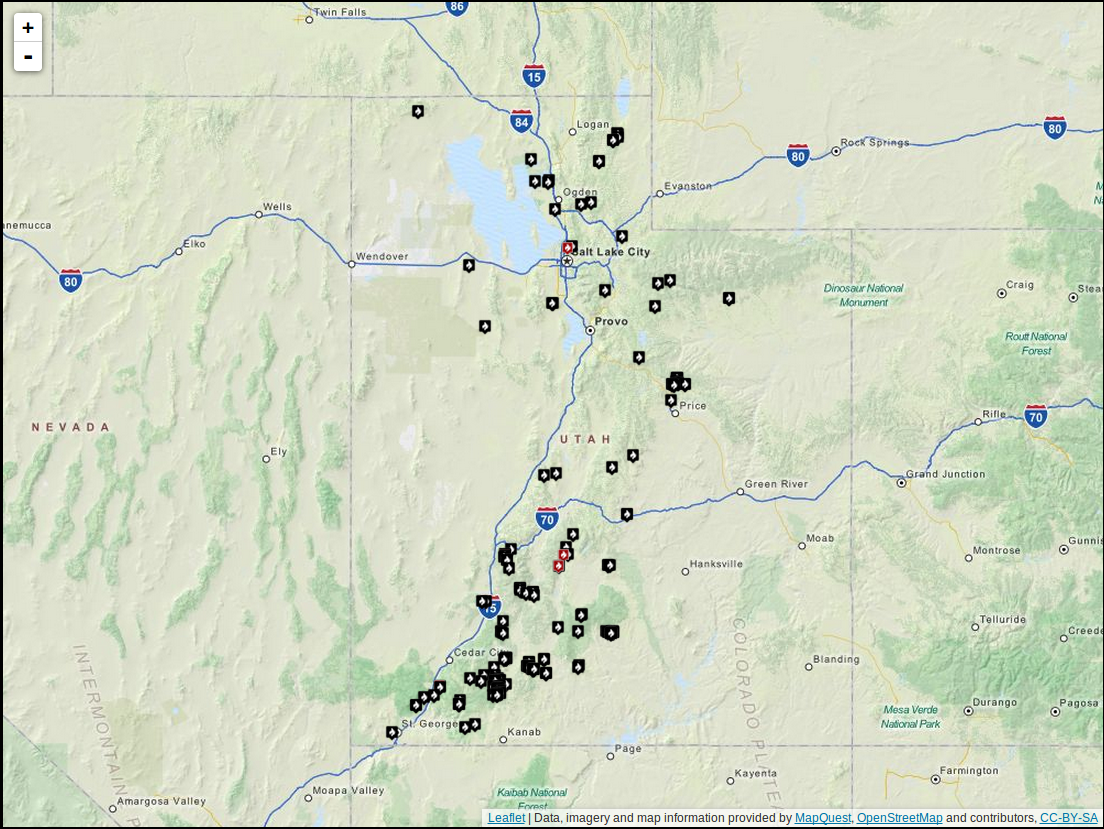 +
-
Twin Falls
86
15
84
Logan
80
Rock Springs
80
Evanston
Ogden
Wells
nnemucca
Elko
Wendover
Salt Lake City
80
Craig
Dinosaur National
Monument
Provo
Routt National
Forest
Price
Rifle
70
NEVADA
UTAH
Ely
Grand Junction
Green River
70
Moab
Montrose
Gunnis
Hanksville
15
Telluride
Creede
Cedar City
Blanding
INTERMONTAIN P
COLORADO PLATE
Durango
Pagosa
Mesa Verde
National Park
St. George
Kanab
Page
Kayenta
Farmington
Moapa Valley
Amargosa Valley
Kaibab National
Forest
Leaflet | Data, imagery and map information provided by MapQuest, OpenStreetMap and contributors, CC-BY-SA